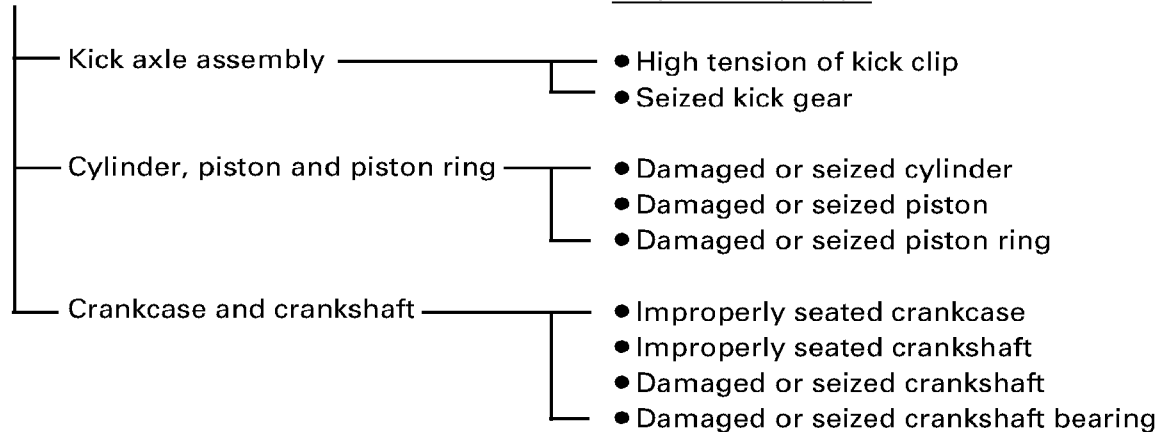 Kick axle assembly
● High tension of kick clip
● Seized kick gear
Cylinder, piston and piston ring
● Damaged or seized cylinder
● Damaged or seized piston
● Damaged or seized piston ring
Crankcase and crankshaft
● Improperly seated crankcase
● Improperly seated crankshaft
● Damaged or seized crankshaft
● Damaged or seized crankshaft bearing